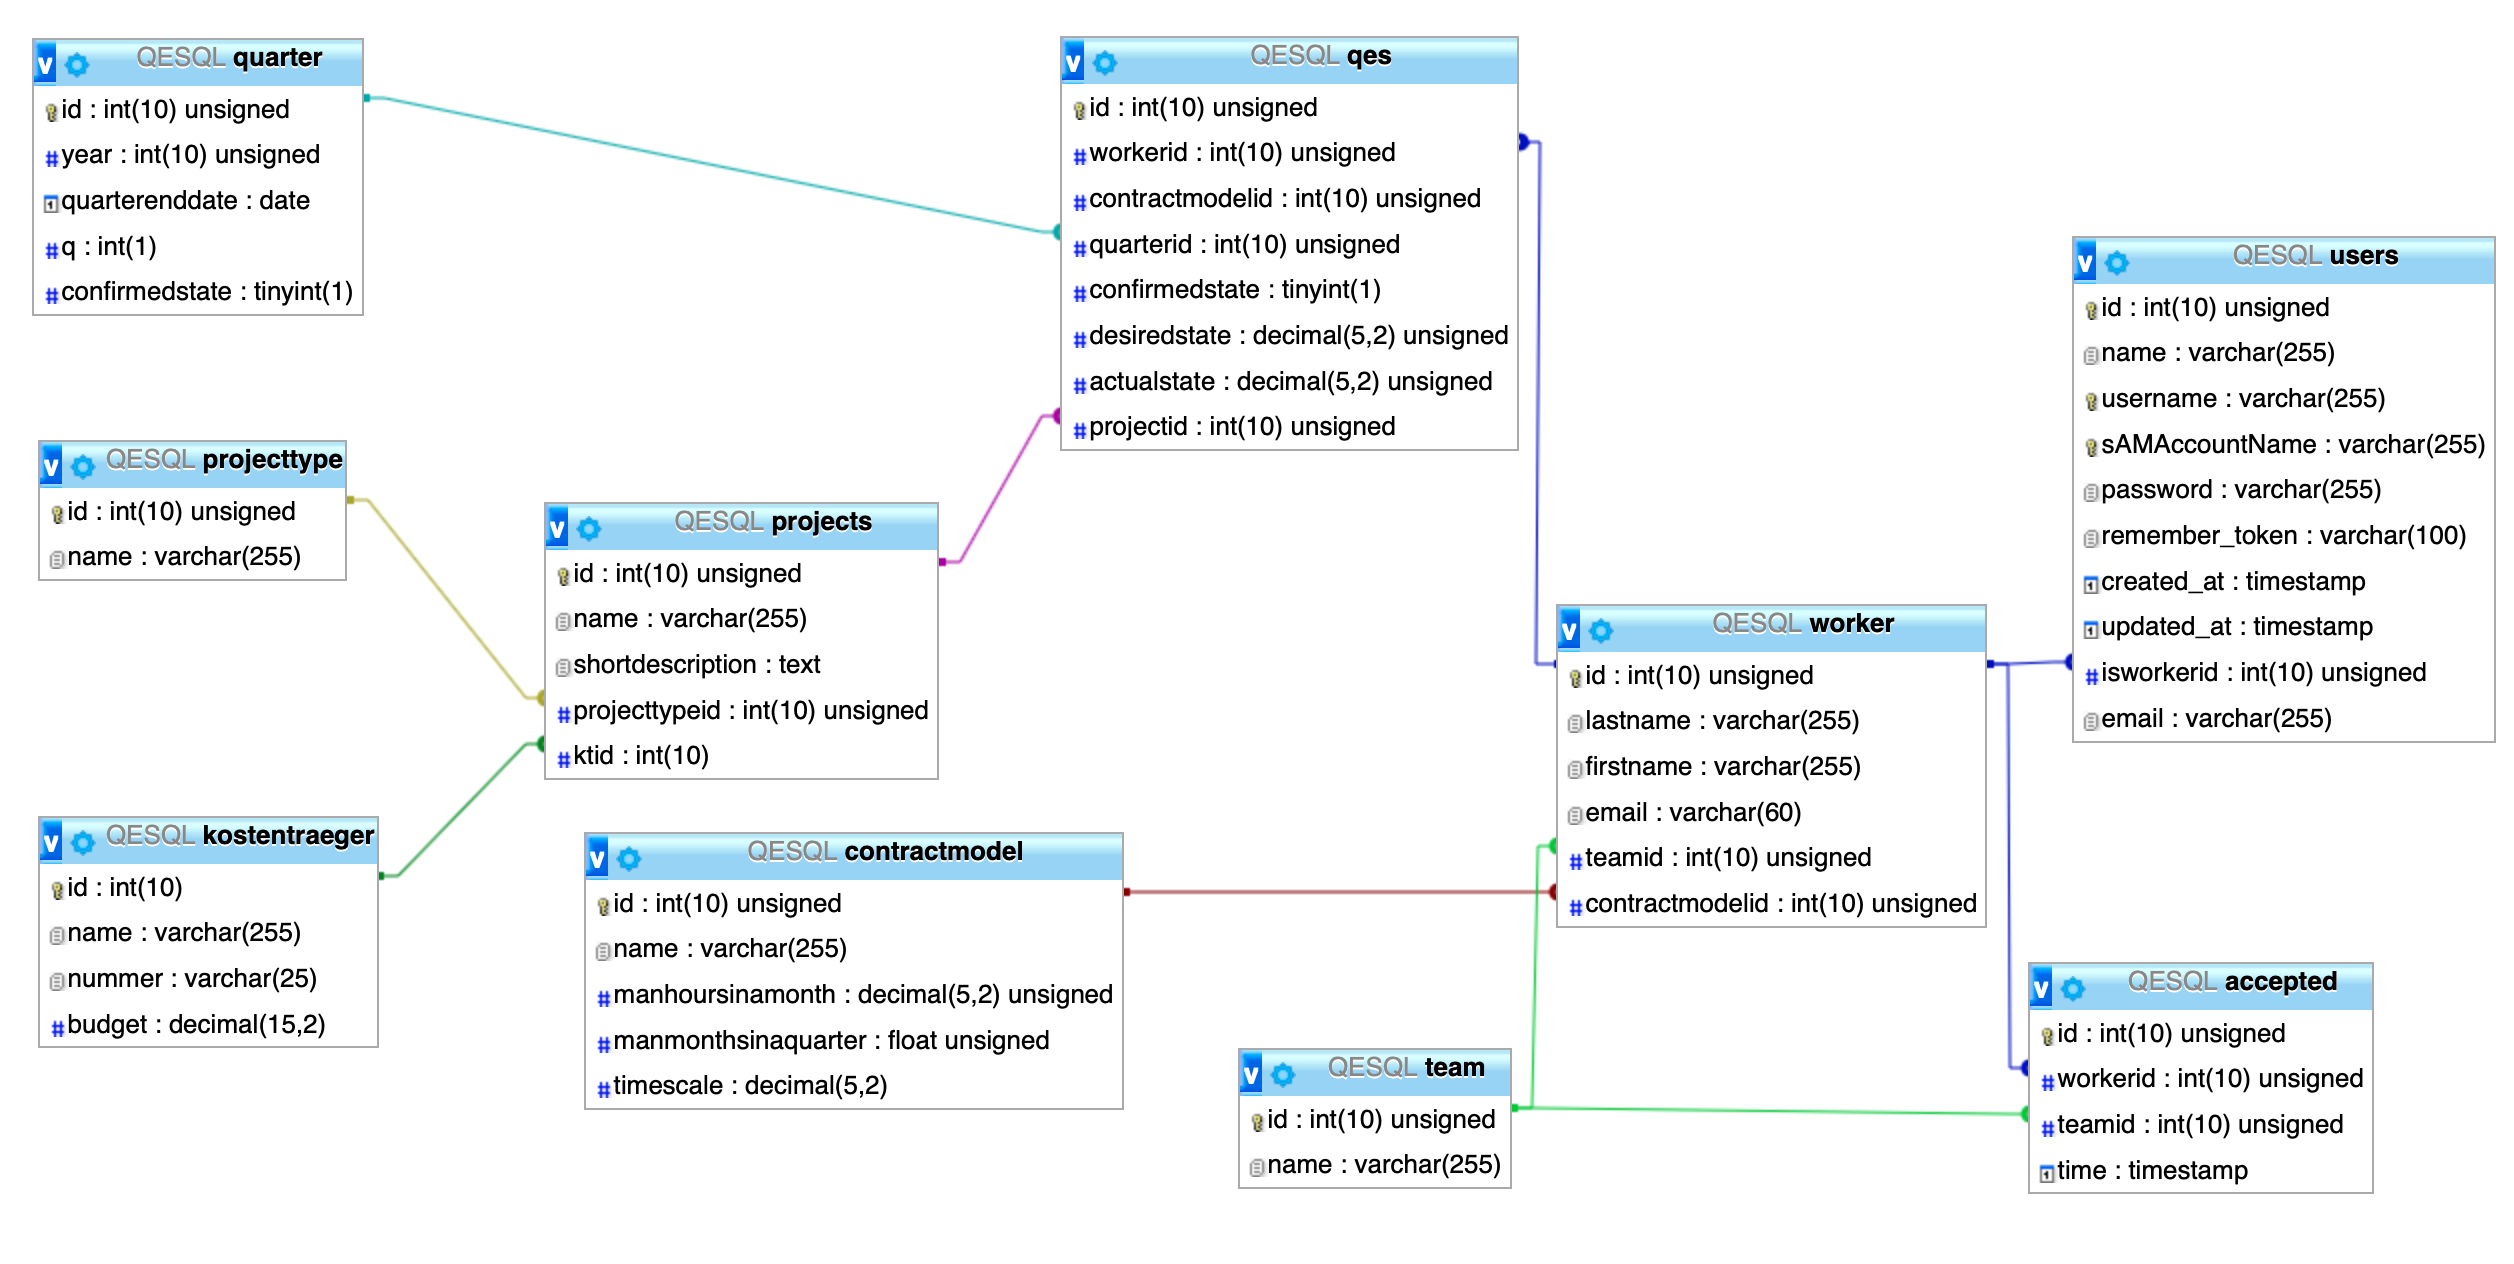 QESQL quarter
id : int(10) unsigned
year : int(10) unsigned
quarterenddate : date
q : int(1)
confirmedstate : tinyint(1)
QESQL qes
id : int(10) unsigned
workerid : int(10) unsigned
contractmodelid : int(10) unsigned
quarterid : int(10) unsigned
confirmedstate : tinyint(1)
desiredstate : decimal(5,2) unsigned
actualstate : decimal(5,2) unsigned
projectid : int(10) unsigned
QESQL users
id : int(10) unsigned
name : varchar(255)
username : varchar(255)
sAMAccountName : varchar(255)
password : varchar(255)
remember_token : varchar(100)
created_at : timestamp
updated_at : timestamp
isworkerid : int(10) unsigned
email : varchar(255)
QESQL projecttype
id : int(10) unsigned
name : varchar(255)
QESQL projects
id : int(10) unsigned
name : varchar(255)
shortdescription : text
projecttypeid : int(10) unsigned
ktid : int(10)
QESQL worker
id : int(10) unsigned
lastname : varchar(255)
firstname : varchar(255)
email : varchar(60)
teamid : int(10) unsigned
contractmodelid : int(10) unsigned
QESQL kostentraeger
id : int(10)
name : varchar(255)
nummer : varchar(25)
budget : decimal(15,2)
QESQL contractmodel
id : int(10) unsigned
name : varchar(255)
manhoursinamonth : decimal(5,2) unsigned
manmonthsinaquarter : float unsigned
timescale : decimal(5,2)
QESQL team
id : int(10) unsigned
name : varchar(255)
QESQL accepted
id : int(10) unsigned
workerid : int(10) unsigned
teamid : int(10) unsigned
time : timestamp